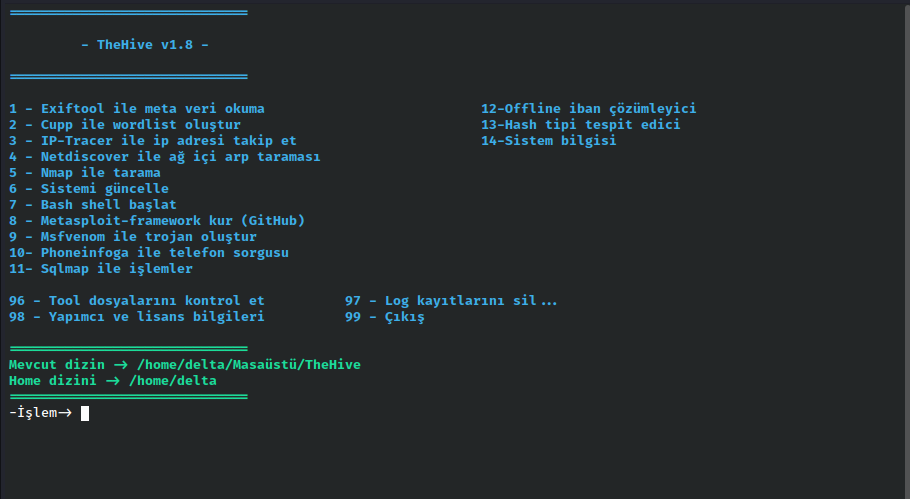 - TheHive v1.8 -
1 - Exiftool ile meta veri okuma 12-Offline iban çözümleyici
2 - Cupp ile wordlist oluştur 13-Hash tipi tespit edici
3 - IP-Tracer ile ip adresi takip et 14-Sistem bilgisi
4 - Netdiscover ile ağ içi arp taraması
5 - Nmap ile tarama
6 - Sistemi güncelle
7 - Bash shell başlat
8 - Metasploit-framework kur (GitHub)
9 - Msfvenom ile trojan oluştur
10- Phoneinfoga ile telefon sorgusu
11- Sqlmap ile işlemler
96 - Tool dosyalarını kontrol et 97 - Log kayıtlarını sil...
98 - Yapımcı ve lisans bilgileri 99 - Çıkış
Mevcut dizin → /home/delta/Masaüstü/TheHive
Home dizini → /home/delta
-İşlem→